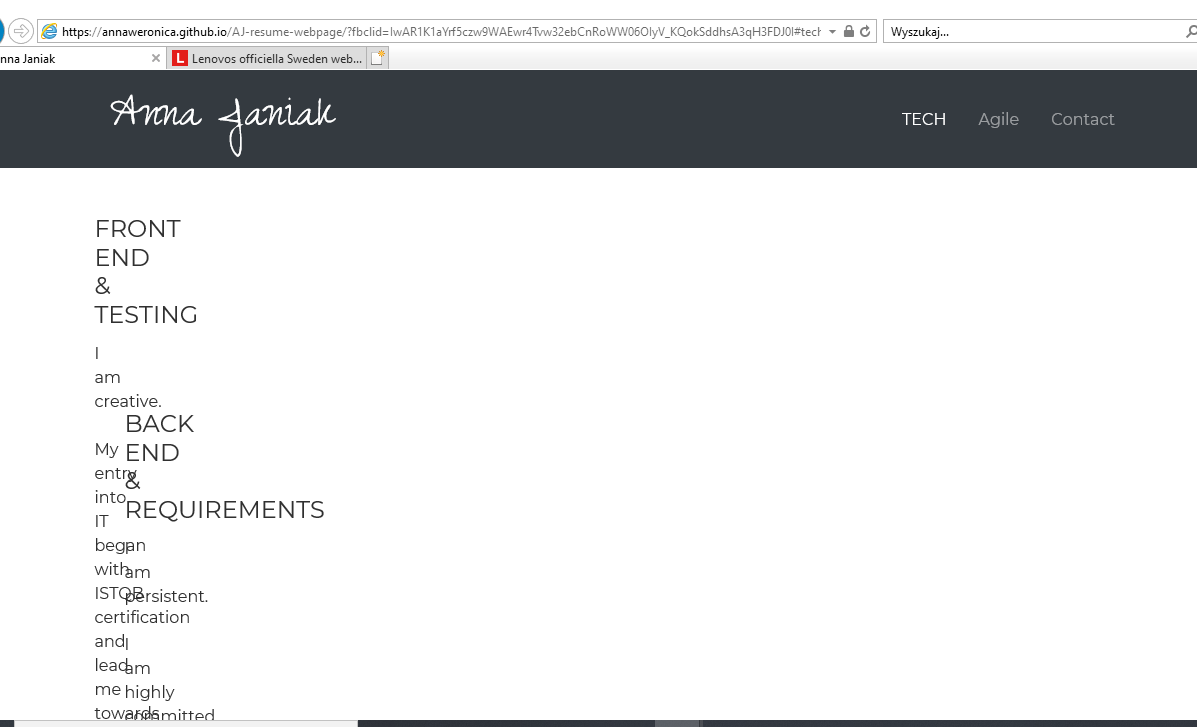 https://annaweronica.github.io/AJ-resume-webpage/?fbclid=IwAR1K1aYrf5czw9WAEwr4Tvw32ebCnRoWW06OlyV_KQokSddhsA3qH3FDJ0I#tech
Wyszukaj...
nna Janiak
L Lenovos officiella Sweden web...
Anna Janiak
TECH Agile Contact
FRONT
END
&
TESTING
I
am
creative.
My
entry
into
IT
began
with
ISTQB
certification
and
lead
me
towards
BACK
END
&
REQUIREMENTS
I
am
persistent.
I
am
highly
committed